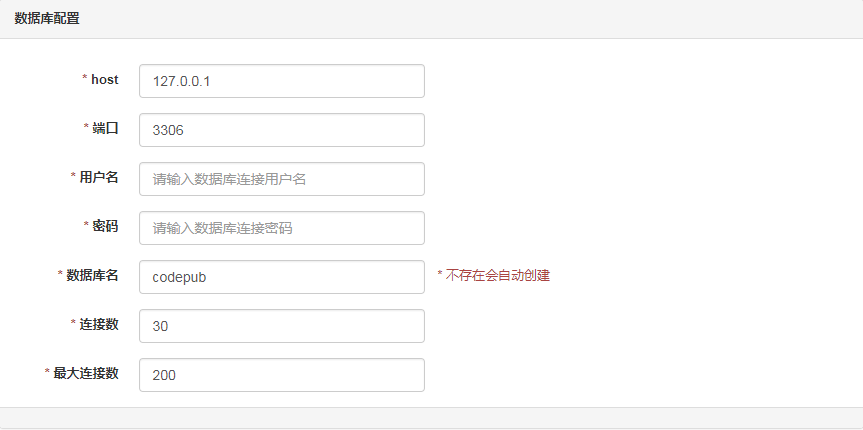 数据库配置
* host 127.0.0.1
* 端口 3306
* 用户名 请输入数据库连接用户名
* 密码 请输入数据库连接密码
* 数据库名 codepub * 不存在会自动创建
* 连接数 30
* 最大连接数 200